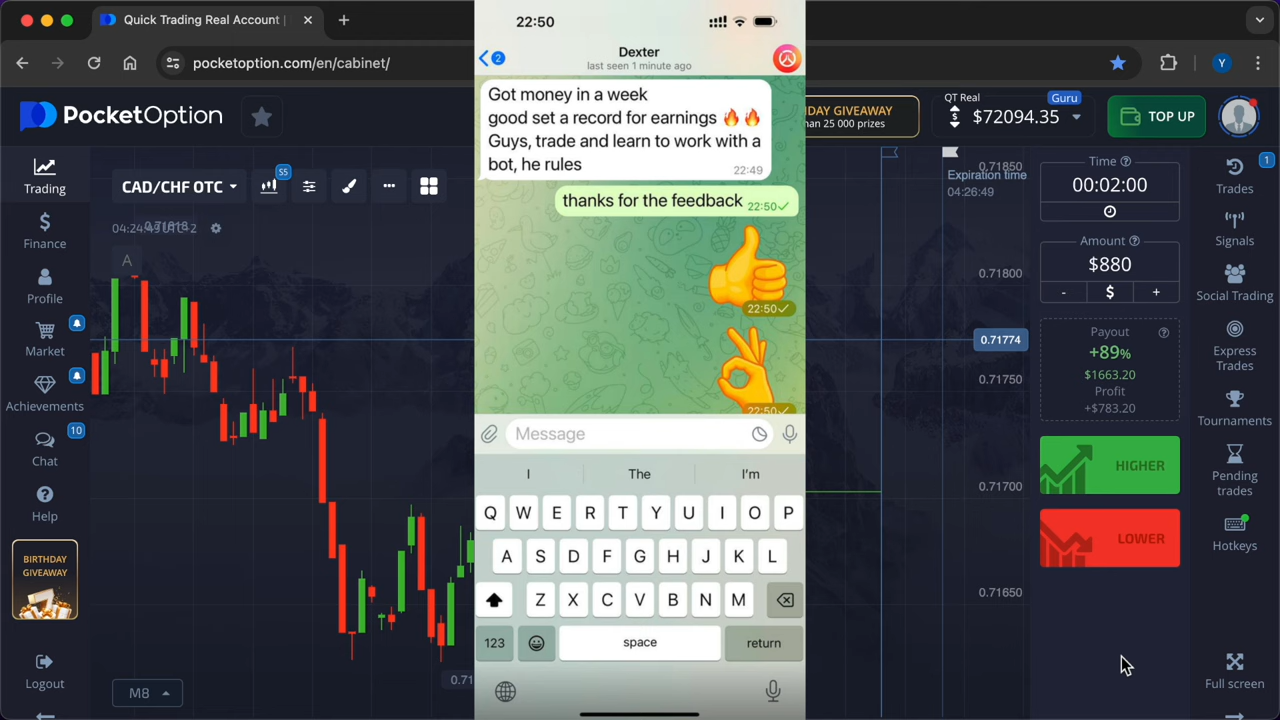 Quick Trading Real Account |
pocketoption.com/en/cabinet/
Y
PocketOption
DAY GIVEAWAY
an 25 000 prizes
QT Real
Guru
$72094.35
TOP UP
Trading
Finance
Profile
Market
Achievements
10
Chat
Help
BIRTHDAY
GIVEAWAY
Logout
CAD/CHF OTC
S5
A
M8
22:50
2
Dexter
last seen 1 minute ago
Got money in a week
good set a record for earnings 🔥🔥
Guys, trade and learn to work with a
bot, he rules
22:49
thanks for the feedback
22:50
22:50
22:50
Message
I The I'm
Q W E R T Y U I O P
A S D F G H J K L
Z X C V B N M
123 space return
Expiration time
04:26:49
0.71850
0.71800
0.71774
0.71750
0.71700
0.71650
Time
00:02:00
Amount
$880
- $ +
Payout
+89%
$1663.20
Profit
+$783.20
HIGHER
LOWER
1
Trades
Signals
Social Trading
Express
Trades
Tournaments
Pending
trades
Hotkeys
Full screen